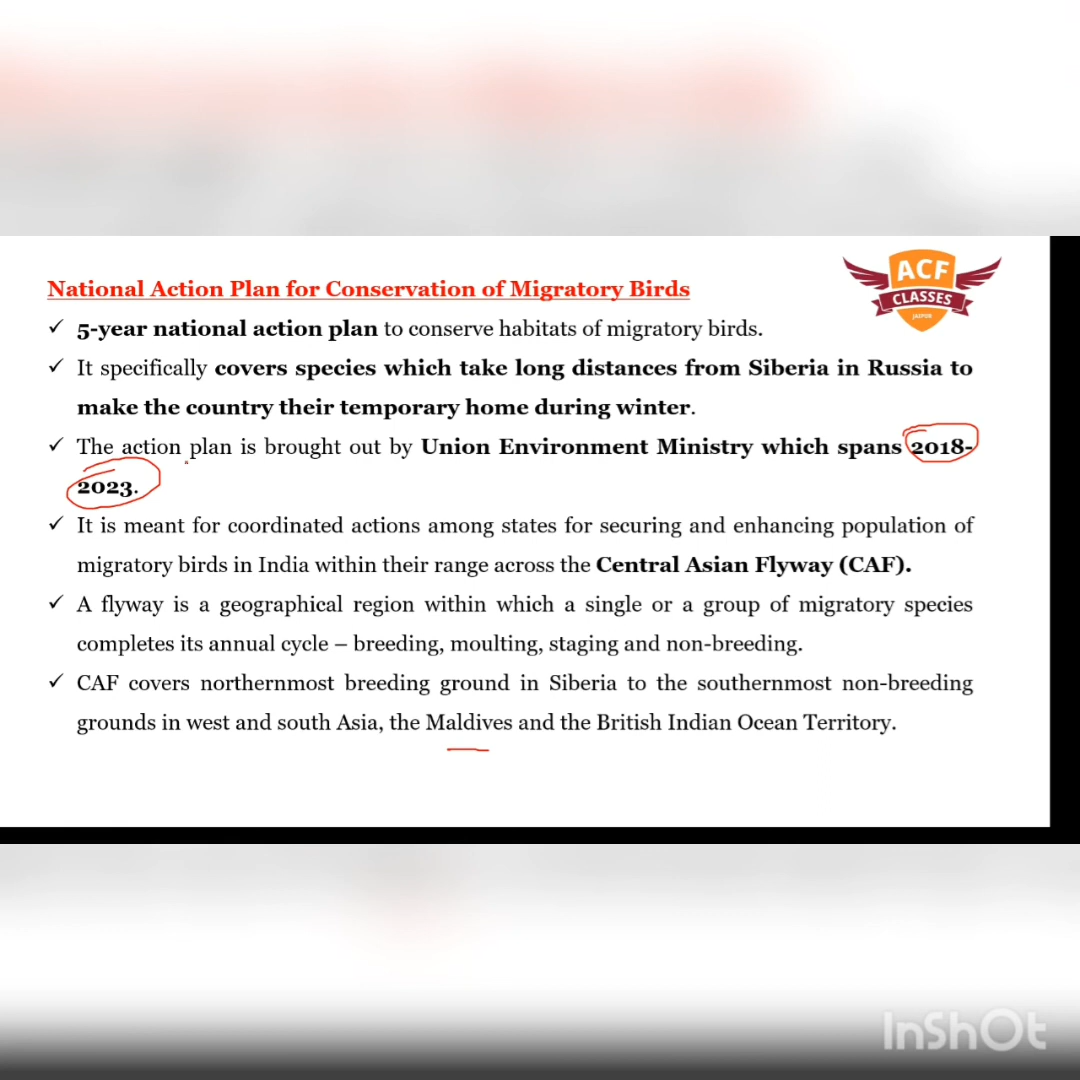 ACF
CLASSES
JAIPUR
National Action Plan for Conservation of Migratory Birds
✓ 5-year national action plan to conserve habitats of migratory birds.
✓ It specifically covers species which take long distances from Siberia in Russia to
make the country their temporary home during winter.
✓ The action plan is brought out by Union Environment Ministry which spans 2018-
2023.
✓ It is meant for coordinated actions among states for securing and enhancing population of
migratory birds in India within their range across the Central Asian Flyway (CAF).
✓ A flyway is a geographical region within which a single or a group of migratory species
completes its annual cycle – breeding, moulting, staging and non-breeding.
✓ CAF covers northernmost breeding ground in Siberia to the southernmost non-breeding
grounds in west and south Asia, the Maldives and the British Indian Ocean Territory.
InShOt